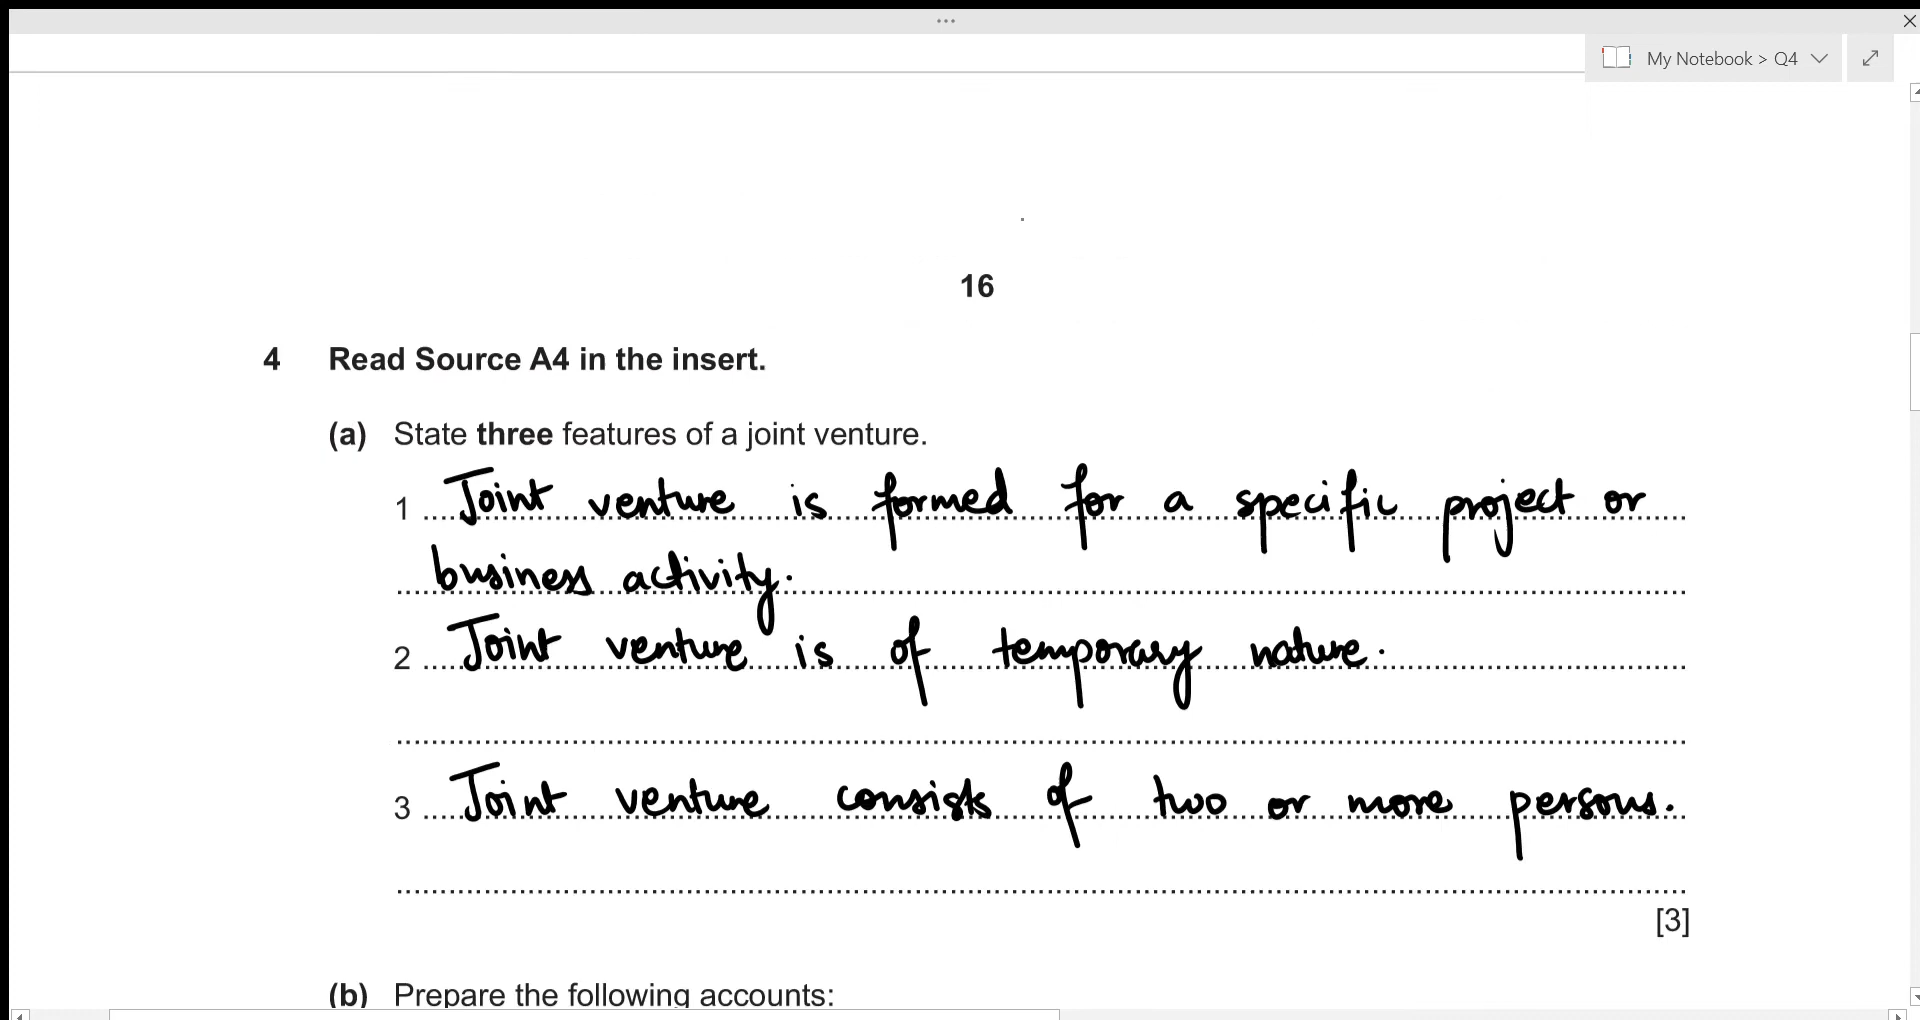 My Notebook > Q4
16
4 Read Source A4 in the insert.
(a) State three features of a joint venture.
1 Joint venture is formed for a specific project or
business activity.
2 Joint venture is of temporary nature.
3 Joint venture consists of two or more persons.
[3]
(b) Prepare the following accounts: